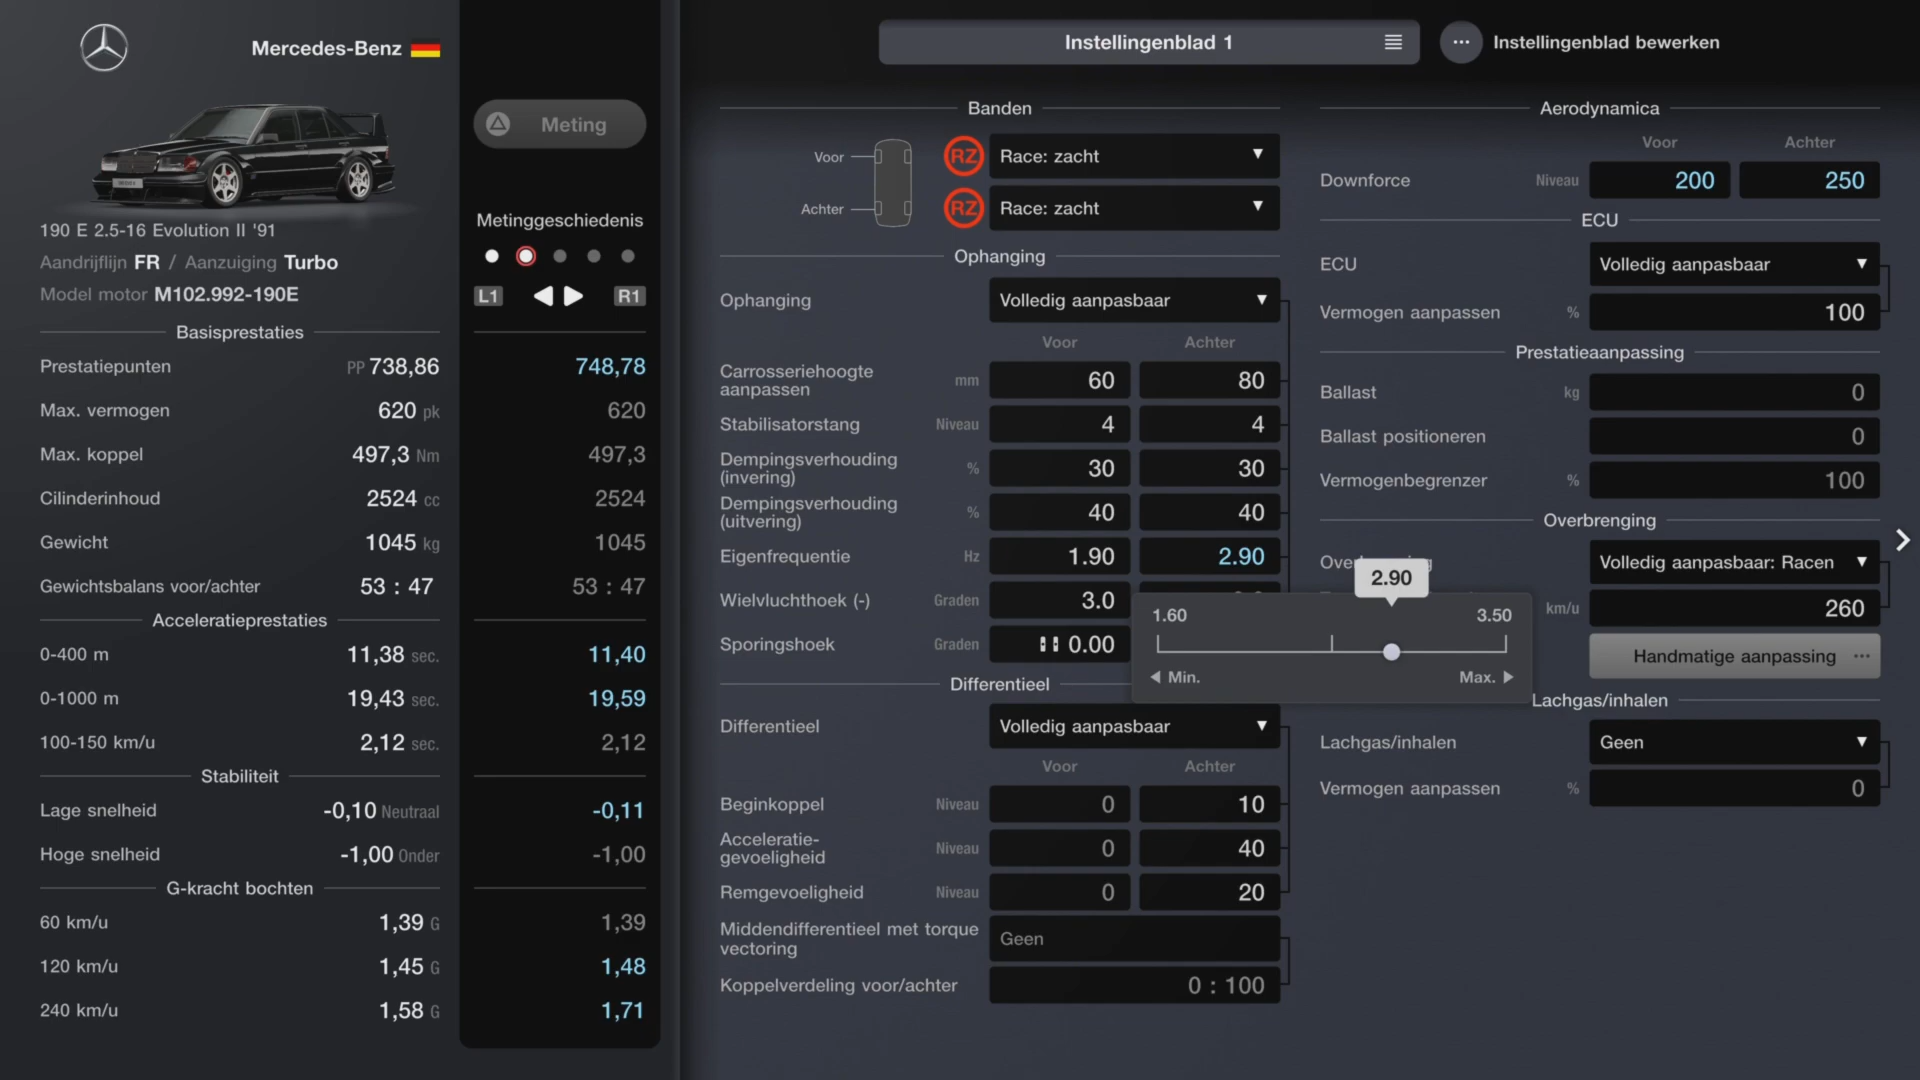 Mercedes-Benz
190 E 2.5-16 Evolution II '91
Aandrijflijn FR / Aanzuiging Turbo
Model motor M102.992-190E
Basisprestaties
Prestatiepunten PP 738,86
Max. vermogen 620 pk
Max. koppel 497,3 Nm
Cilinderinhoud 2524 cc
Gewicht 1045 kg
Gewichtsbalans voor/achter 53 : 47
Acceleratieprestaties
0-400 m 11,38 sec.
0-1000 m 19,43 sec.
100-150 km/u 2,12 sec.
Stabiliteit
Lage snelheid -0,10 Neutraal
Hoge snelheid -1,00 Onder
G-kracht bochten
60 km/u 1,39 G
120 km/u 1,45 G
240 km/u 1,58 G
Meting
Metinggeschiedenis
L1 R1
748,78
620
497,3
2524
1045
53 : 47
11,40
19,59
2,12
-0,11
-1,00
1,39
1,48
1,71
Instellingenblad 1
Instellingenblad bewerken
Banden
Voor RZ Race: zacht
Achter RZ Race: zacht
Ophanging
Ophanging Volledig aanpasbaar
Voor Achter
Carrosseriehoogte
aanpassen mm 60 80
Stabilisatorstang Niveau 4 4
Dempingsverhouding
(invering) % 30 30
Dempingsverhouding
(uitvering) % 40 40
Eigenfrequentie Hz 1.90 2.90
Wielvluchthoek (-) Graden 3.0
Sporingshoek Graden 0.00
2.90
1.60 3.50
Min. Max.
Differentieel
Differentieel Volledig aanpasbaar
Voor Achter
Beginkoppel Niveau 0 10
Acceleratie-
gevoeligheid Niveau 0 40
Remgevoeligheid Niveau 0 20
Middendifferentieel met torque
vectoring Geen
Koppelverdeling voor/achter 0 : 100
Aerodynamica
Voor Achter
Downforce Niveau 200 250
ECU
ECU Volledig aanpasbaar
Vermogen aanpassen % 100
Prestatieaanpassing
Ballast kg 0
Ballast positioneren 0
Vermogenbegrenzer % 100
Overbrenging
Volledig aanpasbaar: Racen
km/u 260
Handmatige aanpassing
Lachgas/inhalen
Lachgas/inhalen Geen
Vermogen aanpassen % 0